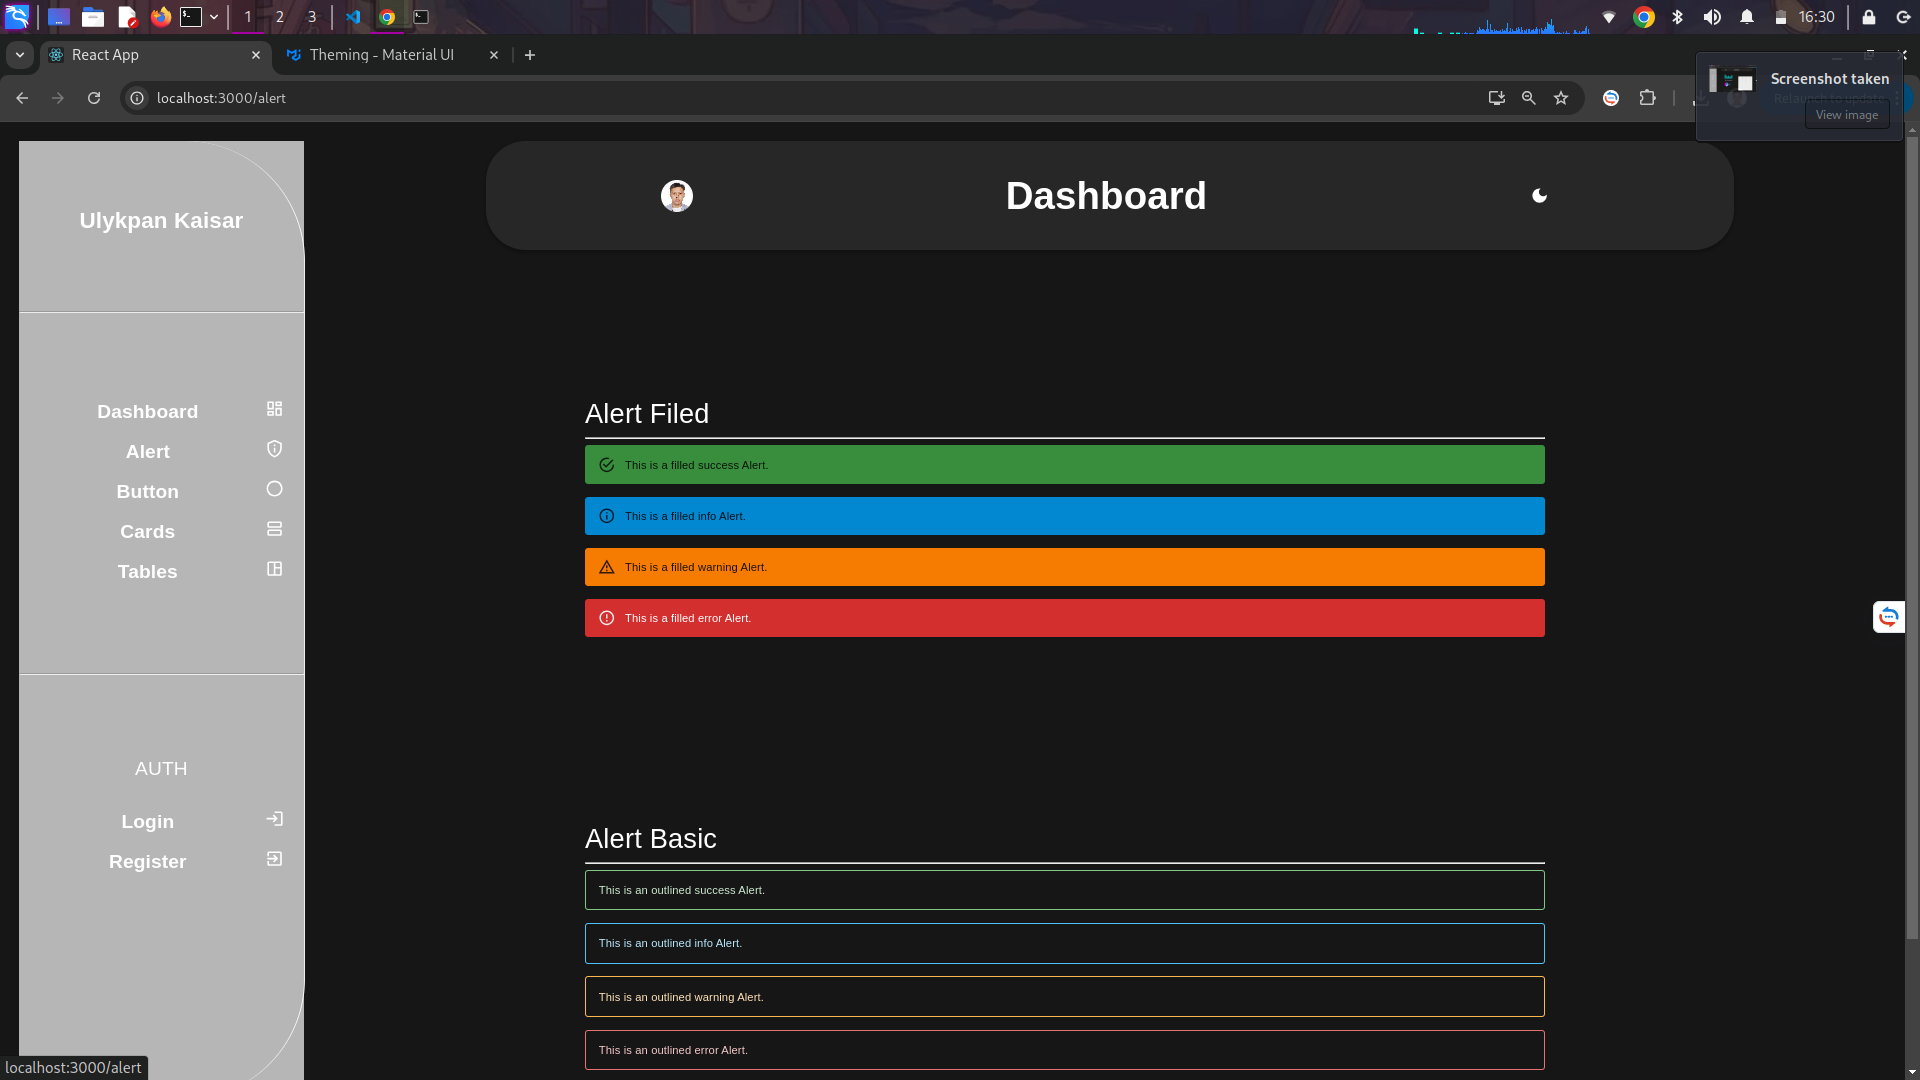 1 2 3
16:30
React App
Theming - Material UI
localhost:3000/alert
Screenshot taken
Relaunch to update
View image
Ulykpan Kaisar
Dashboard
Dashboard
Alert
Button
Cards
Tables
AUTH
Login
Register
Alert Filed
This is a filled success Alert.
This is a filled info Alert.
This is a filled warning Alert.
This is a filled error Alert.
Alert Basic
This is an outlined success Alert.
This is an outlined info Alert.
This is an outlined warning Alert.
This is an outlined error Alert.
localhost:3000/alert